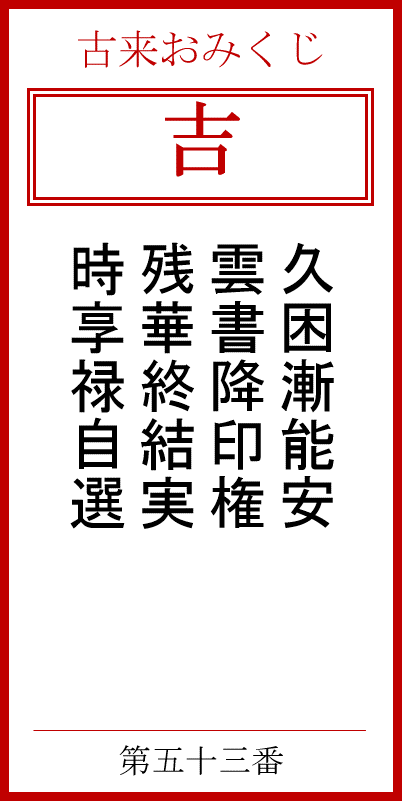 古来おみくじ
吉
久困漸能安
雲書降印権
残華終結実
時享禄自選
第五十三番